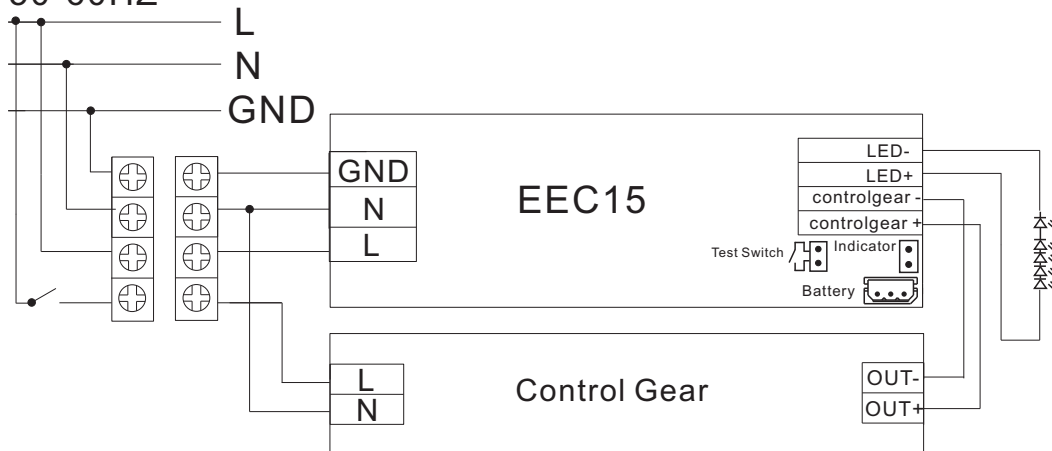 L
N
GND
GND
N
L
EEC15
LED-
LED+
controlgear -
controlgear +
Test Switch
Indicator
Battery
L
N
Control Gear
OUT-
OUT+